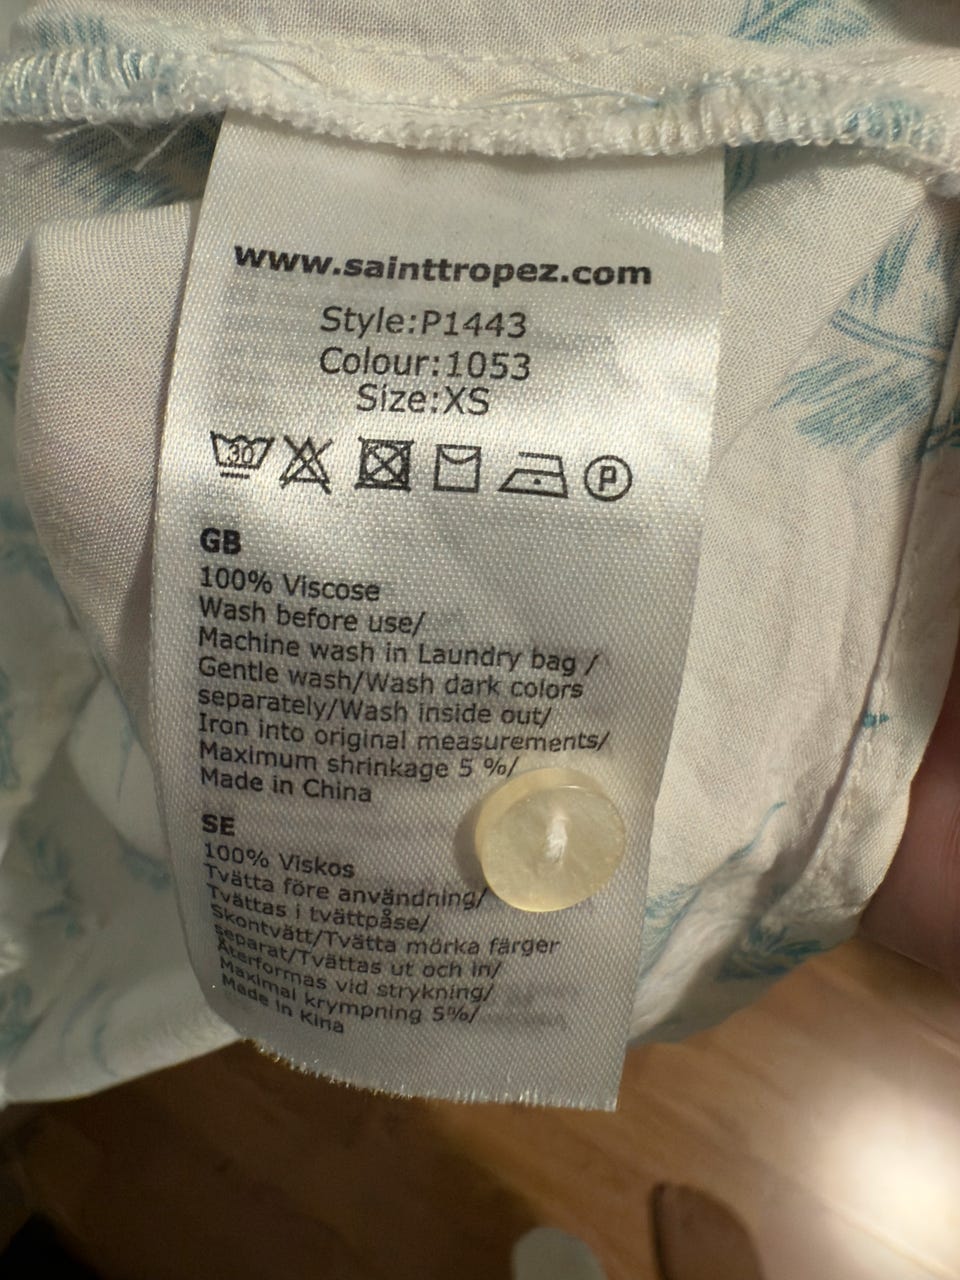 www.sainttropez.com
Style:P1443
Colour:1053
Size:XS
30 P
GB
100% Viscose
Wash before use/
Machine wash in Laundry bag /
Gentle wash/Wash dark colors
separately/Wash inside out/
Iron into original measurements/
Maximum shrinkage 5 %/
Made in China
SE
100% Viskos
Tvätta före användning/
Tvättas i tvättpåse/
Skontvätt/Tvätta mörka färger
separat/Tvättas ut och in/
Återformas vid strykning/
Maximal krympning 5%/
Made in Kina